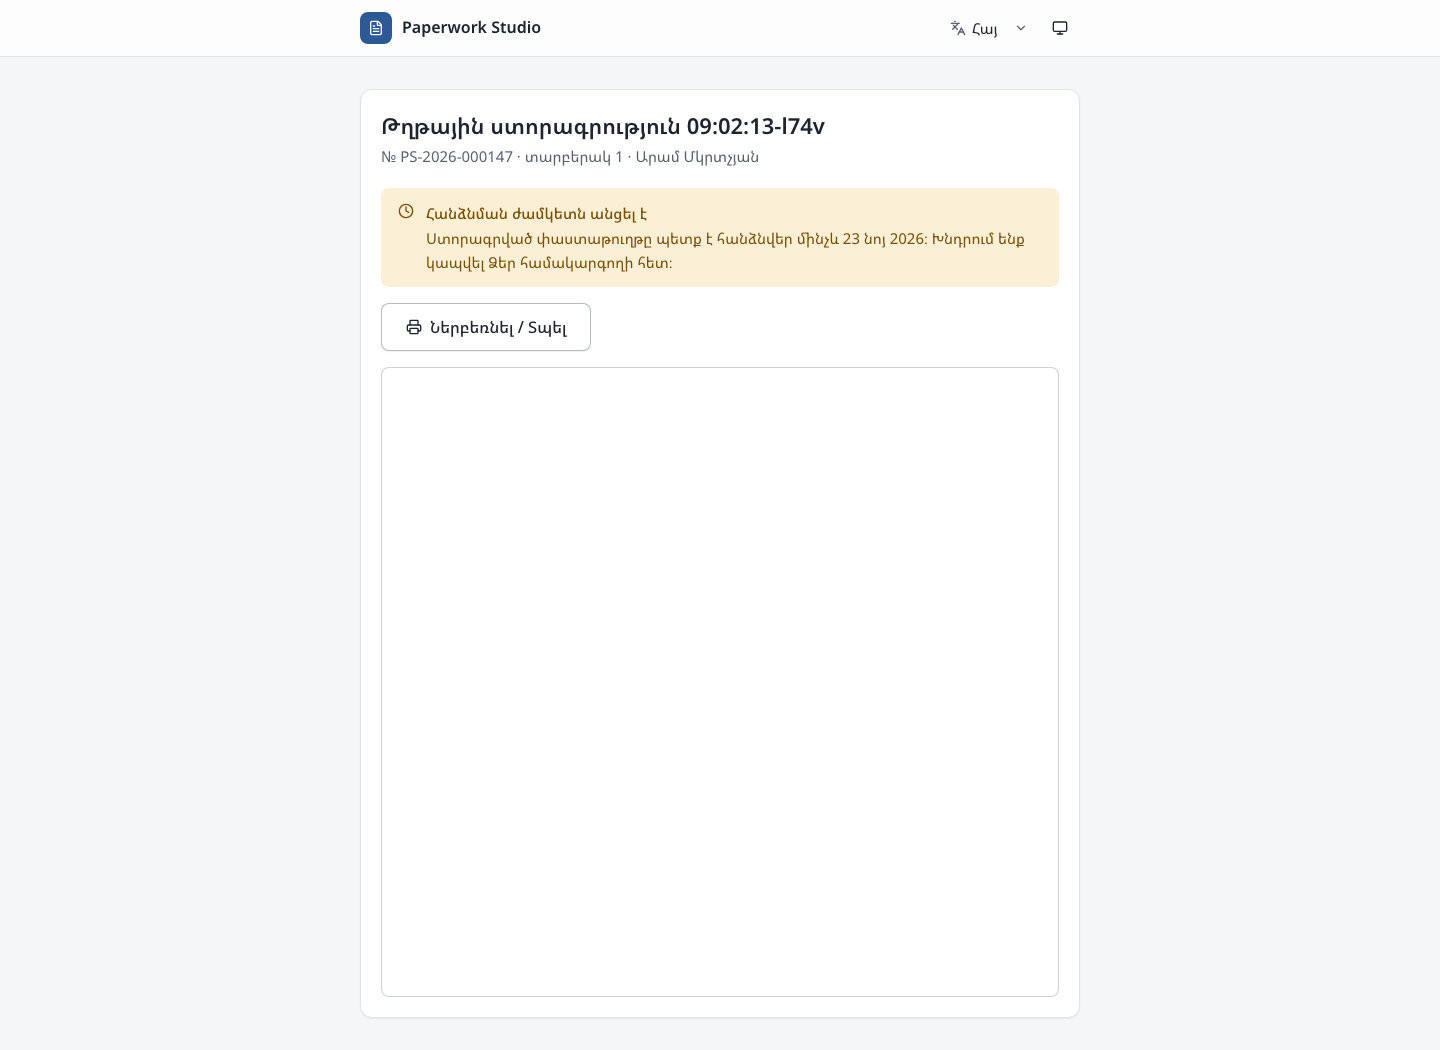 Paperwork Studio
Հայ
Թղթային ստորագրություն 09:02:13-l74v
№ PS-2026-000147 · տարբերակ 1 · Արամ Մկրտչյան
Հանձնման ժամկետն անցել է
Ստորագրված փաստաթուղթը պետք է հանձնվեր մինչև 23 նոյ 2026։ Խնդրում ենք
կապվել Ձեր համակարգողի հետ։
Ներբեռնել / Տպել